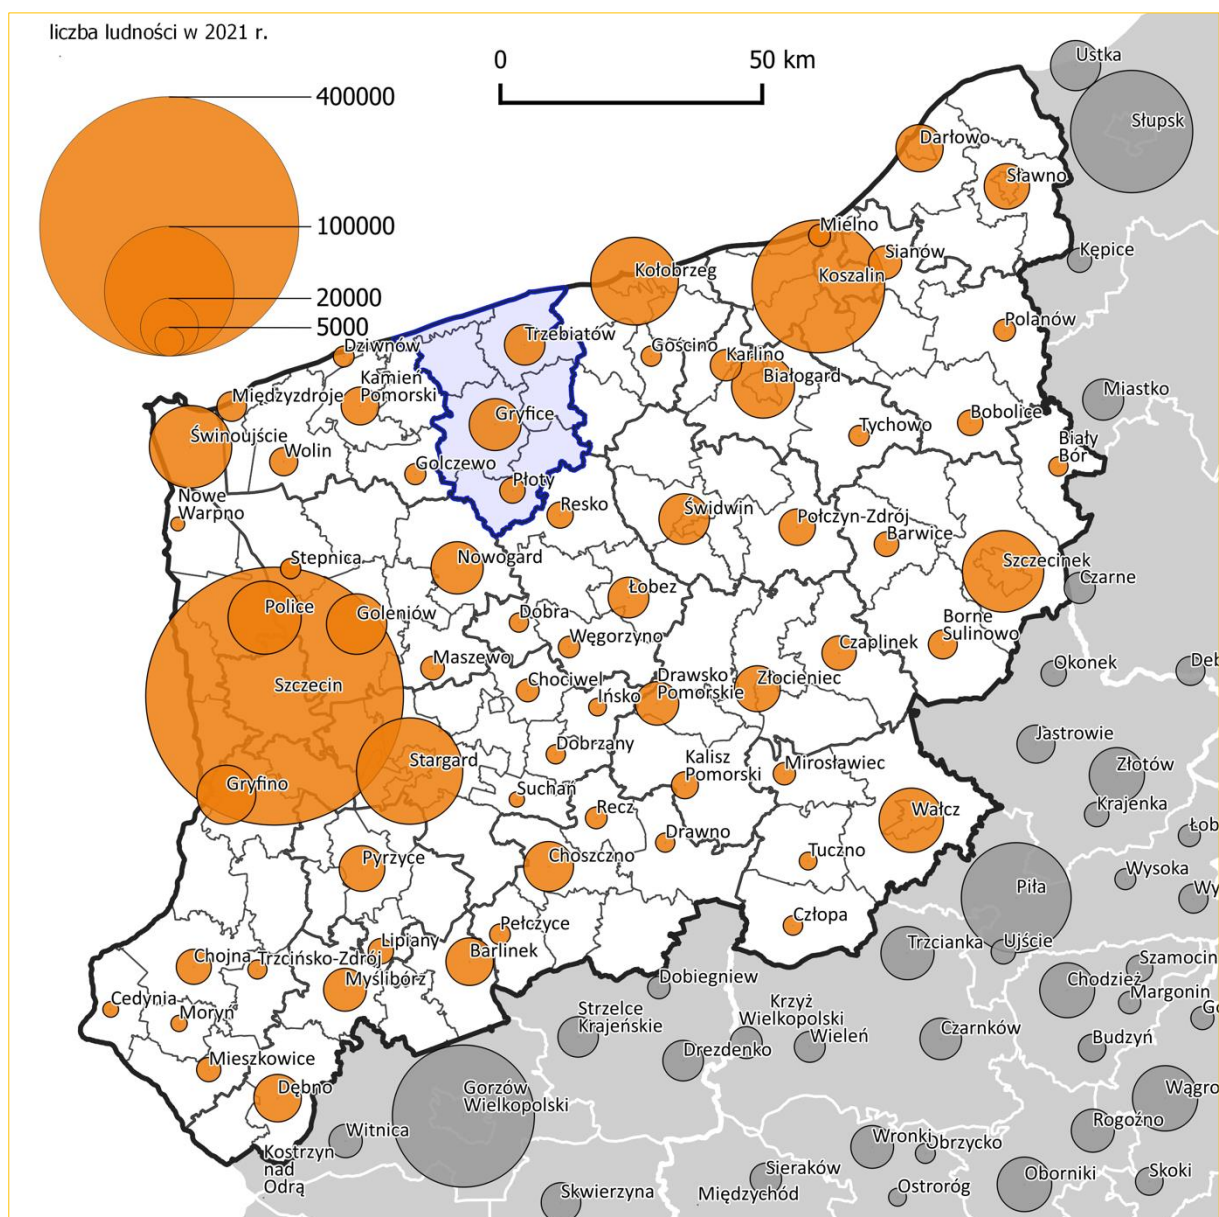 liczba ludności w 2021 r.
0
50 km
400000
100000
20000
5000
Ustka
Słupsk
Darłowo
Sławno
Mielno
Sianów
Kępice
Kołobrzeg
Koszalin
Polanów
Trzebiatów
Gościno
Karlino
Dziwnów
Kamień
Pomorski
Białogard
Miastko
Międzyzdroje
Gryfice
Bobolice
Tychowo
Świnoujście
Wolin
Golczewo
Biały
Bór
Płoty
Nowe
Warpno
Resko
Świdwin
Połczyn-Zdrój
Barwice
Stepnica
Nowogard
Szczecinek
Czarne
Police
Goleniów
Łobez
Dobra
Węgorzyno
Czaplinek
Borne
Sulinowo
Maszewo
Szczecin
Chociwel
Ińsko
Drawsko
Pomorskie
Złocieniec
Okonek
Deb
Stargard
Dobrzany
Kalisz
Pomorski
Mirosławiec
Jastrowie
Złotów
Gryfino
Suchań
Recz
Wałcz
Krajenka
Łob
Drawno
Pyrzyce
Choszczno
Tuczno
Piła
Wysoka
Wy
Pełczyce
Człopa
Lipiany
Barlinek
Trzcianka
Ujście
Chojna
Trzcińsko-Zdrój
Myślibórz
Szamocin
Dobiegniew
Chodzież
Margonin
Cedynia
Moryń
Strzelce
Krajeńskie
Krzyż
Wielkopolski
Wieleń
Czarnków
Go
Budzyń
Mieszkowice
Drezdenko
Dębno
Gorzów
Wielkopolski
Wągro
Witnica
Rogoźno
Kostrzyn
nad
Odrą
Wronki
Obrzycko
Sieraków
Międzychód
Ostroróg
Oborniki
Skoki
Skwierzyna